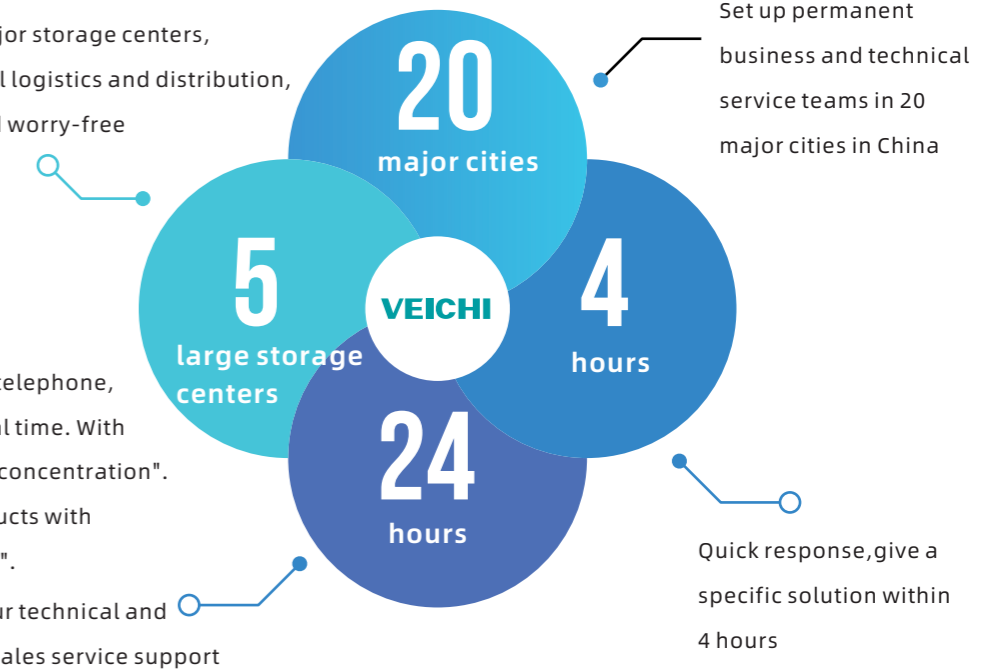 jor storage centers,
l logistics and distribution,
worry-free
20
major cities
Set up permanent
business and technical
service teams in 20
major cities in China
5
large storage
centers
VEICHI
4
hours
24
hours
telephone,
l time. With
concentration".
ucts with
".
ur technical and
ales service support
Quick response,give a
specific solution within
4 hours